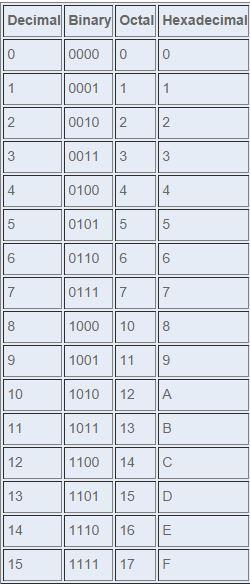 Decimal Binary Octal Hexadecimal
0 0000 0 0
1 0001 1 1
2 0010 2 2
3 0011 3 3
4 0100 4 4
5 0101 5 5
6 0110 6 6
7 0111 7 7
8 1000 10 8
9 1001 11 9
10 1010 12 A
11 1011 13 B
12 1100 14 C
13 1101 15 D
14 1110 16 E
15 1111 17 F